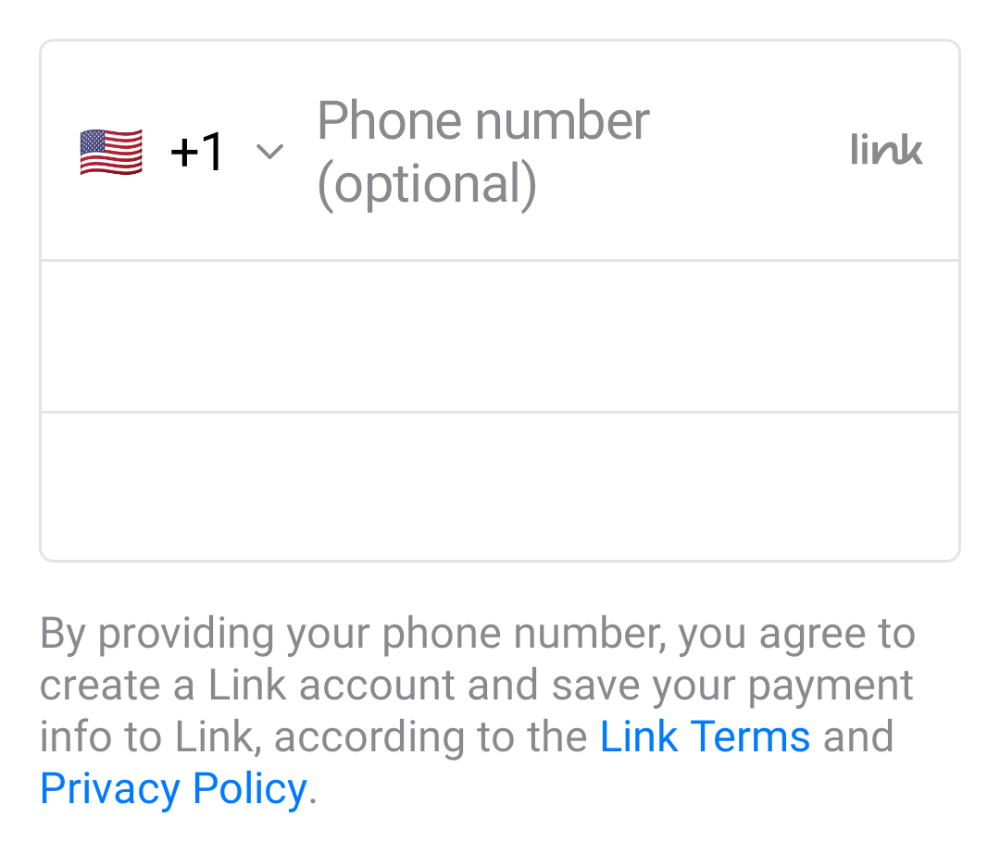 +1
Phone number
(optional)
link
By providing your phone number, you agree to
create a Link account and save your payment
info to Link, according to the Link Terms and
Privacy Policy.